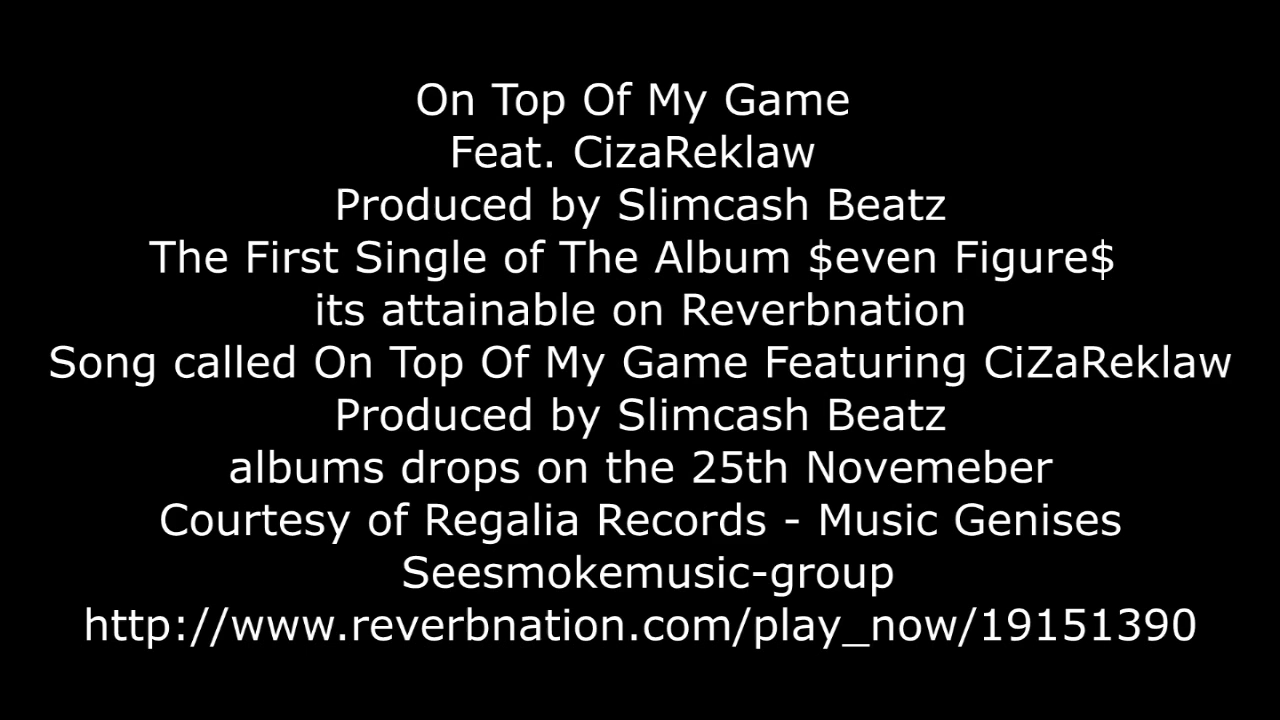 On Top Of My Game
Feat. CizaReklaw
Produced by Slimcash Beatz
The First Single of The Album $even Figure$
its attainable on Reverbnation
Song called On Top Of My Game Featuring CiZaReklaw
Produced by Slimcash Beatz
albums drops on the 25th Novemeber
Courtesy of Regalia Records - Music Genises
Seesmokemusic-group
http://www.reverbnation.com/play_now/19151390